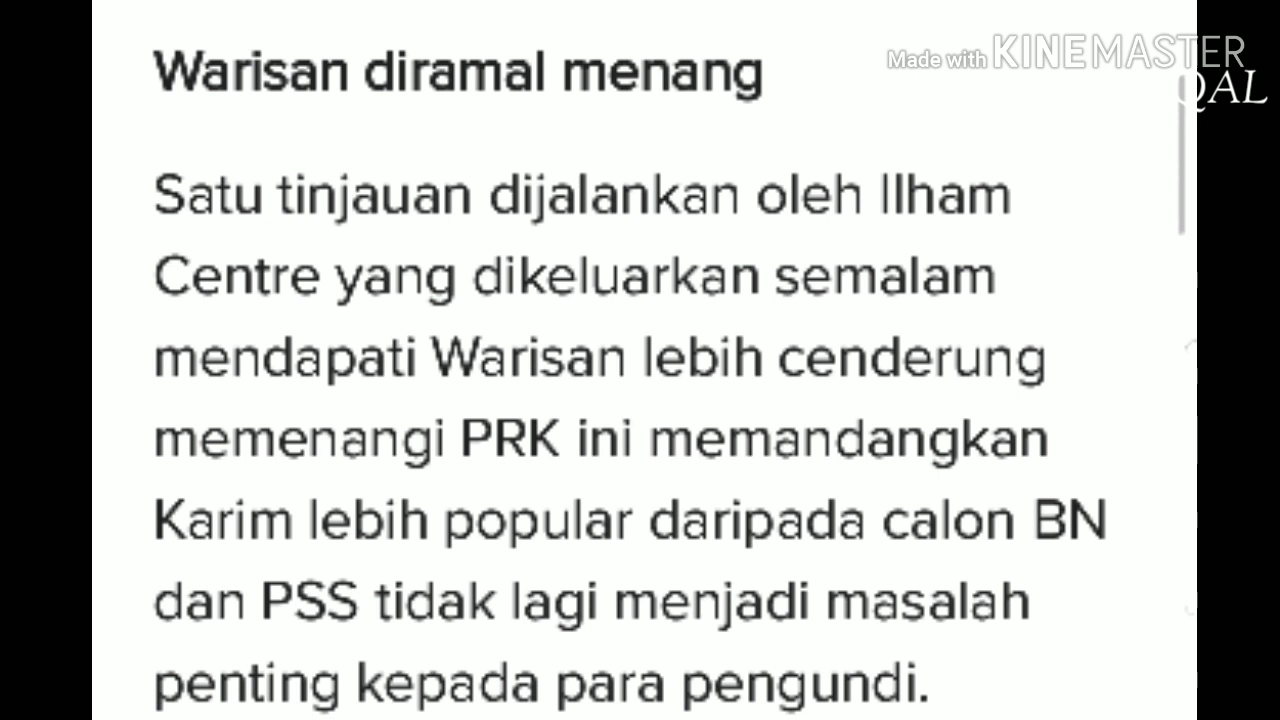 Warisan diramal menang
Made with KINEMASTER
QAL
Satu tinjauan dijalankan oleh Ilham
Centre yang dikeluarkan semalam
mendapati Warisan lebih cenderung
memenangi PRK ini memandangkan
Karim lebih popular daripada calon BN
dan PSS tidak lagi menjadi masalah
penting kepada para pengundi.